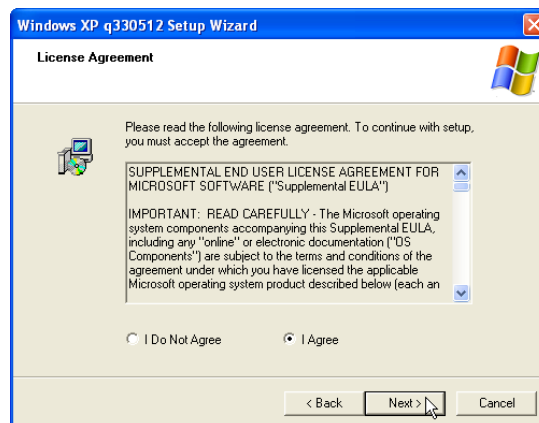 Windows XP q330512 Setup Wizard
License Agreement
Please read the following license agreement. To continue with setup,
you must accept the agreement.
SUPPLEMENTAL END USER LICENSE AGREEMENT FOR
MICROSOFT SOFTWARE ("Supplemental EULA")
IMPORTANT: READ CAREFULLY - The Microsoft operating
system components accompanying this Supplemental EULA,
including any "online" or electronic documentation ("OS
Components") are subject to the terms and conditions of the
agreement under which you have licensed the applicable
Microsoft operating system product described below (each an
I Do Not Agree
I Agree
< Back
Next >
Cancel